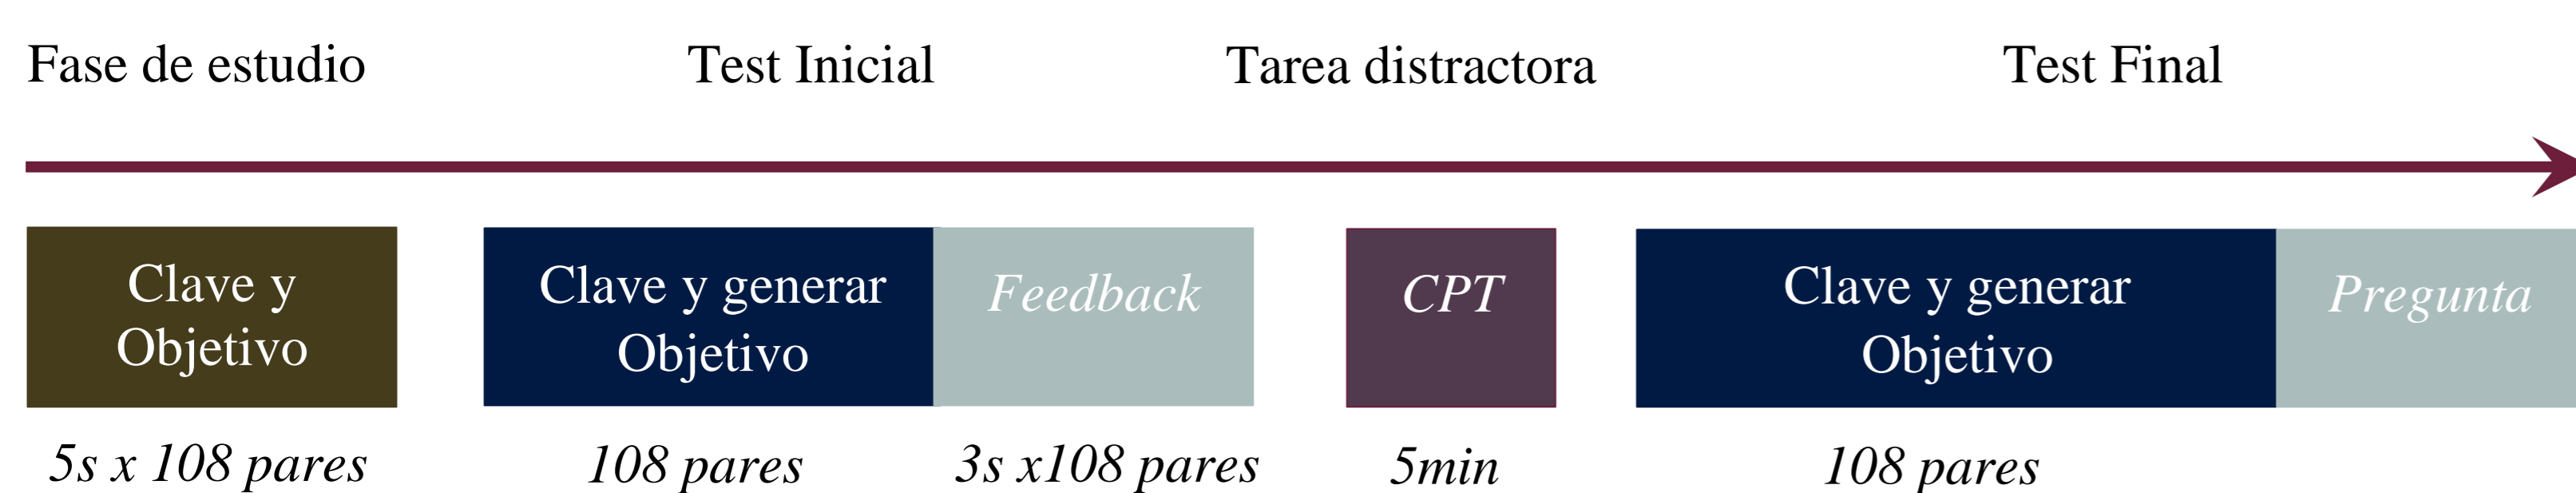 Fase de estudio
Test Inicial
Tarea distractora
Test Final
Clave y
Objetivo
Clave y generar
Objetivo
Feedback
CPT
Clave y generar
Objetivo
Pregunta
5s x 108 pares
108 pares
3s x108 pares
5min
108 pares